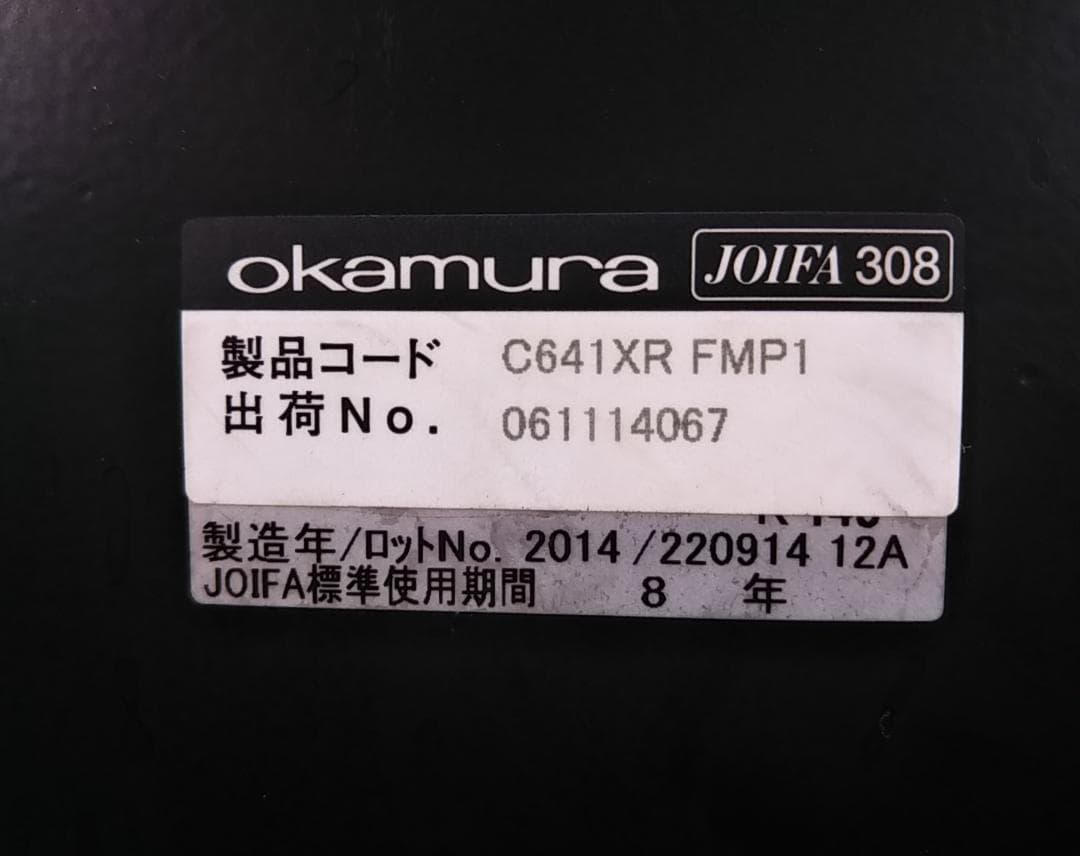 okamura JOIFA 308
製品コード C641XR FMP1
出荷No. 061114067
製造年/ロットNo. 2014/220914 12A
JOIFA標準使用期間 8 年